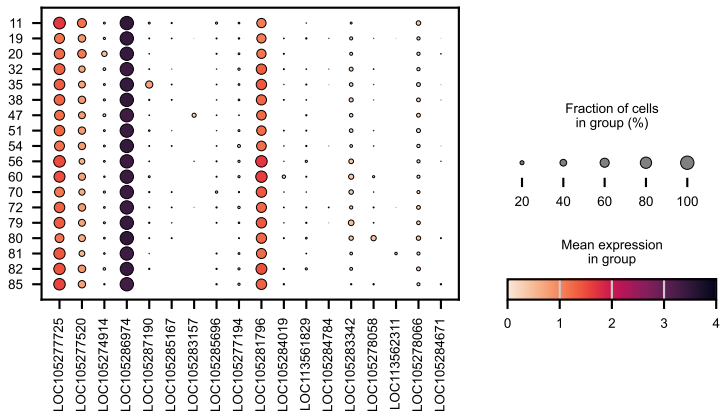 11
19
20
32
35
38
47
51
54
56
60
70
72
79
80
81
82
85
LOC105277725
LOC105277520
LOC105274914
LOC105286974
LOC105287190
LOC105285167
LOC105283157
LOC105285696
LOC105277194
LOC105281796
LOC105284019
LOC113561829
LOC105284784
LOC105283342
LOC105278058
LOC113562311
LOC105278066
LOC105284671
Fraction of cells
in group (%)
20 40 60 80 100
Mean expression
in group
0 1 2 3 4